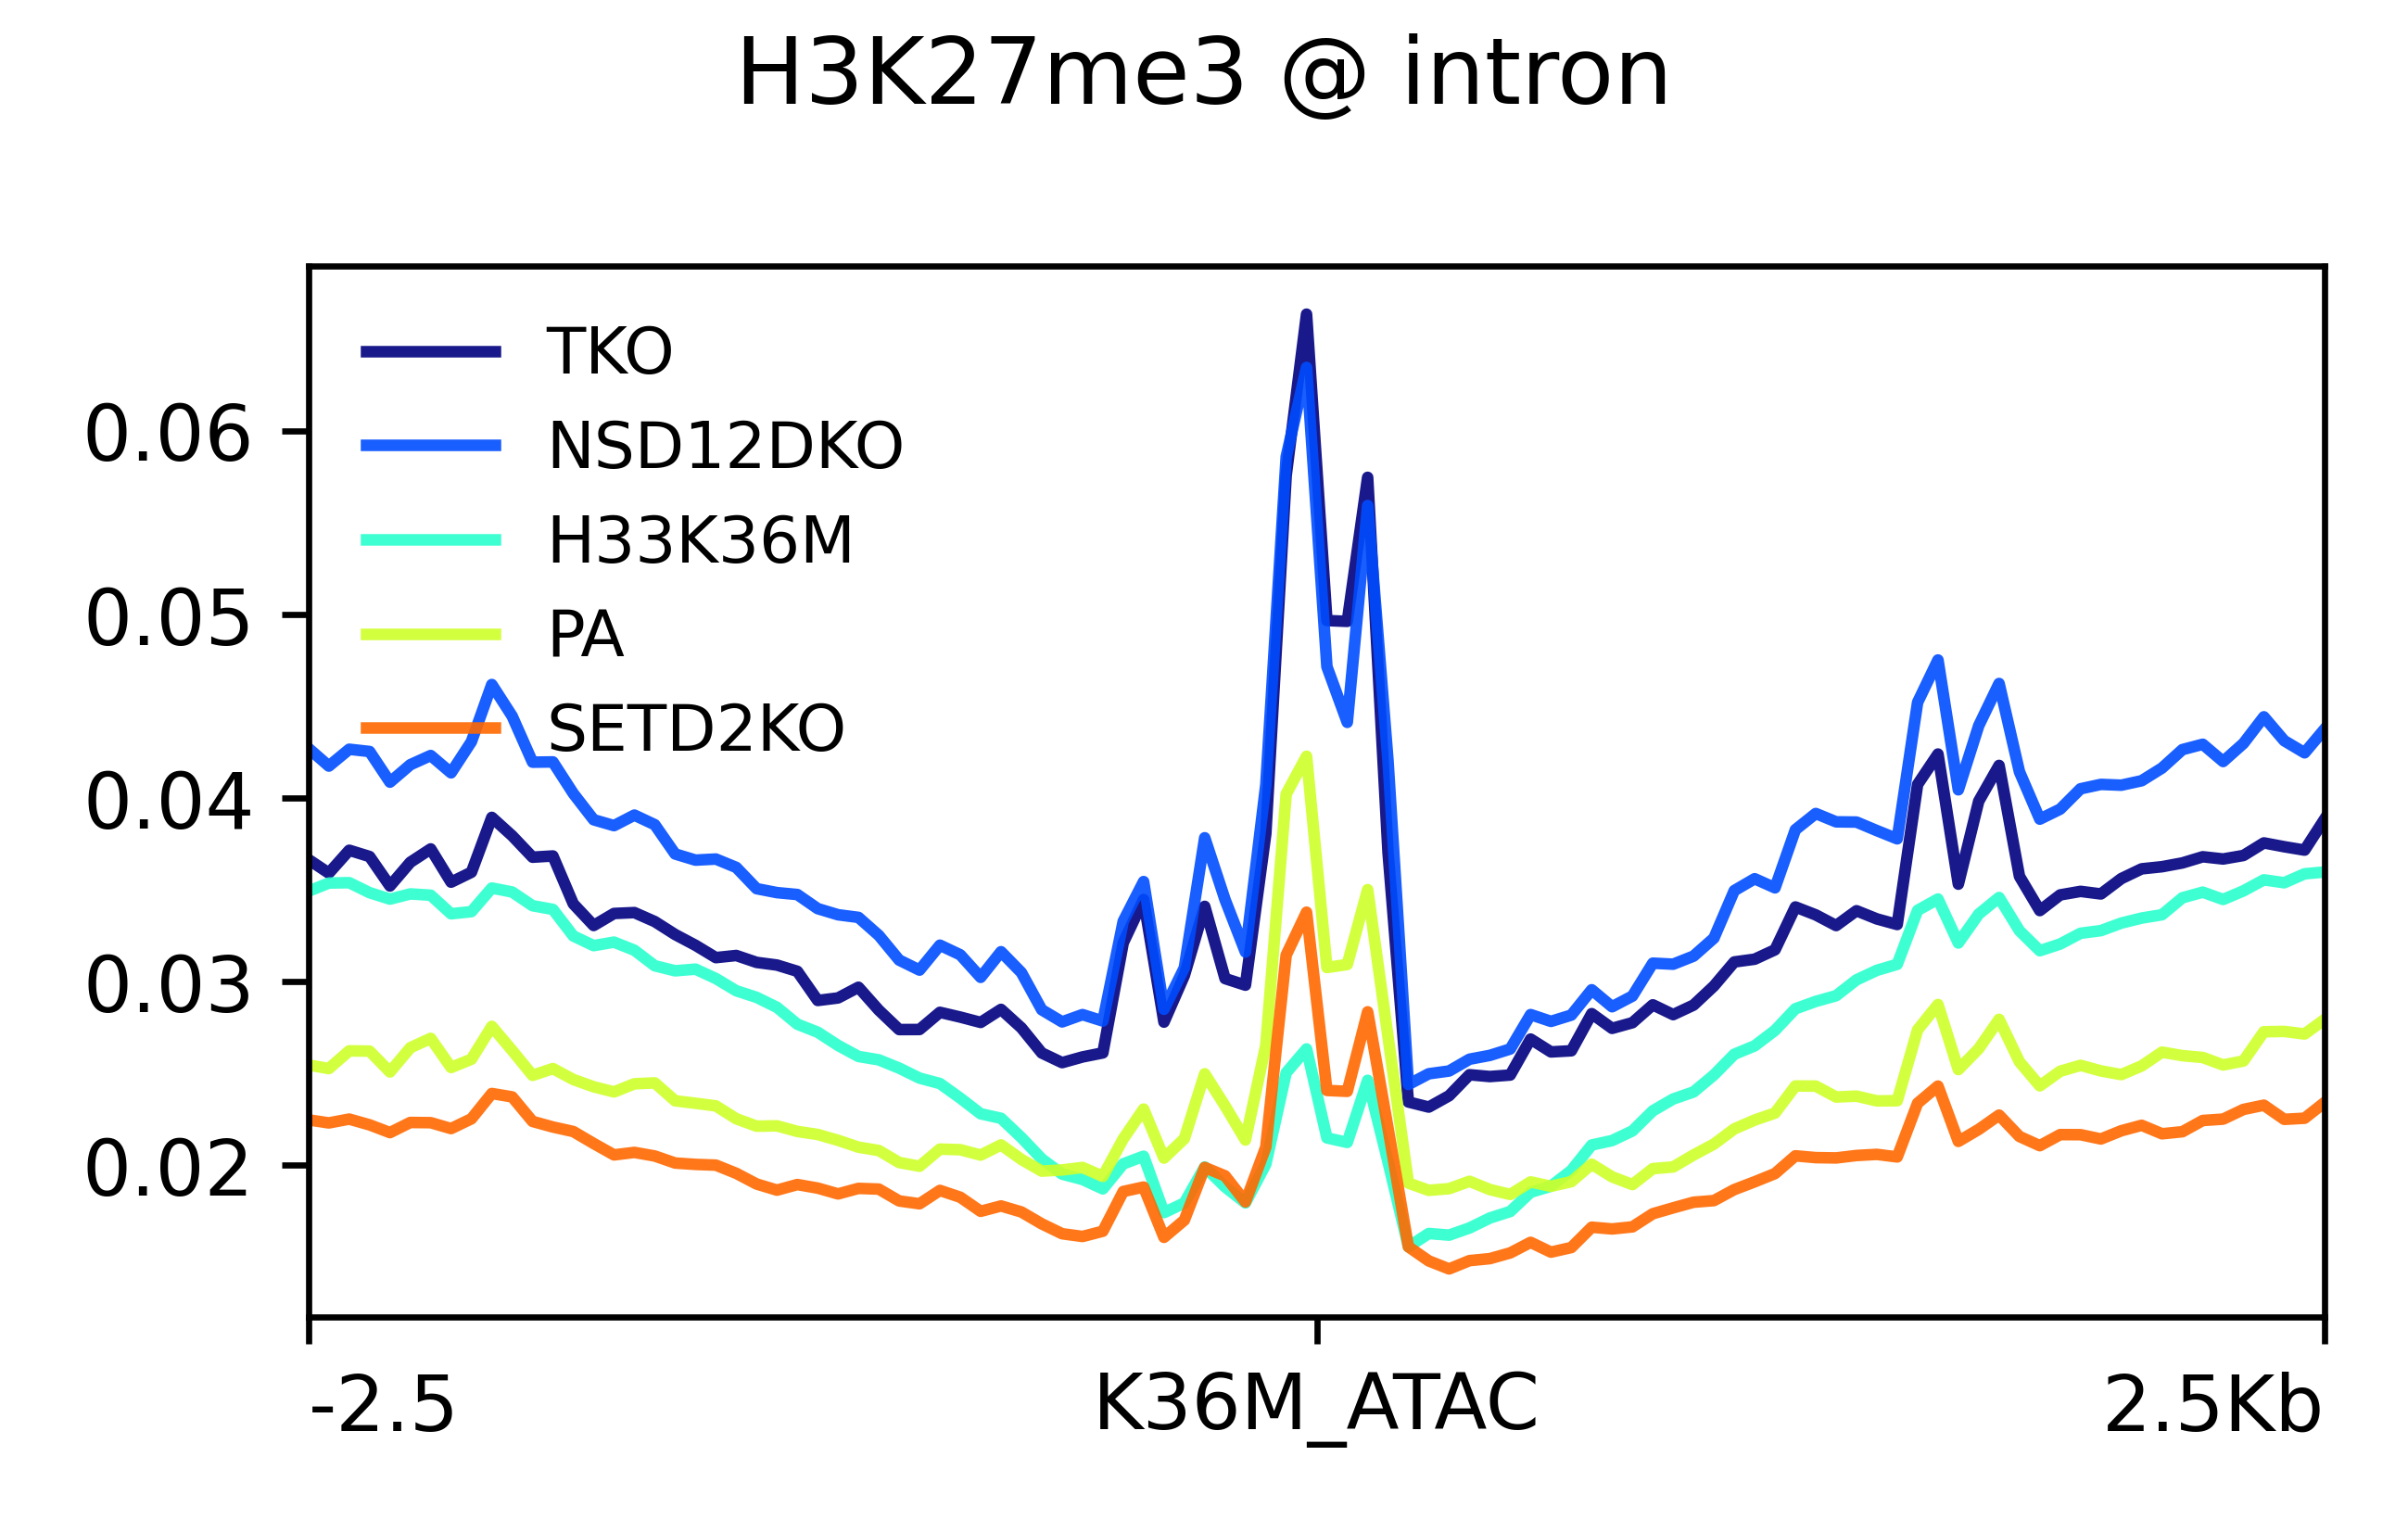 H3K27me3 @ intron
TKO
NSD12DKO
H33K36M
PA
SETD2KO
0.06
0.05
0.04
0.03
0.02
-2.5
K36M_ATAC
2.5Kb